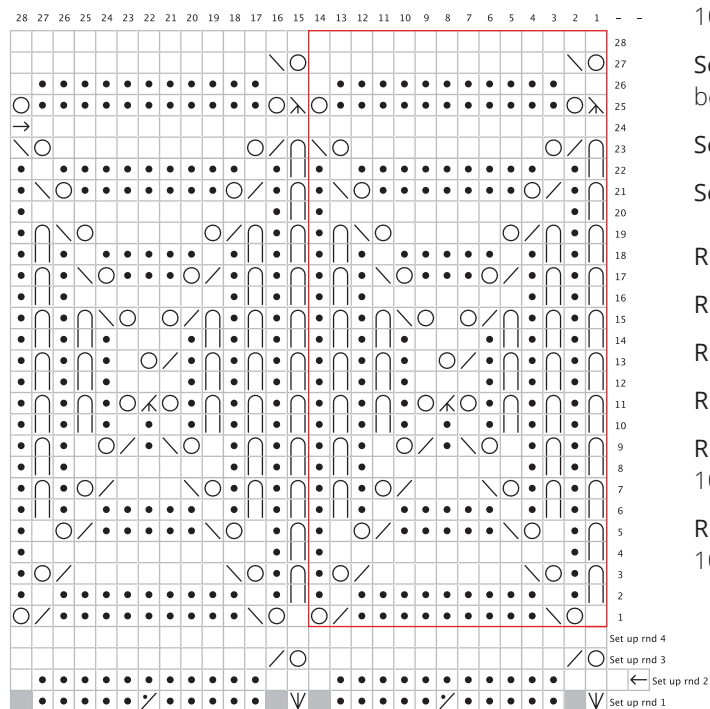 28 27 26 25 24 23 22 21 20 19 18 17 16 15 14 13 12 11 10 9 8 7 6 5 4 3 2 1 – –
28
27
26
25
24
23
22
21
20
19
18
17
16
15
14
13
12
11
10
9
8
7
6
5
4
3
2
1
Set up rnd 4
Set up rnd 3
Set up rnd 2
Set up rnd 1
R
R
R
R
R
R